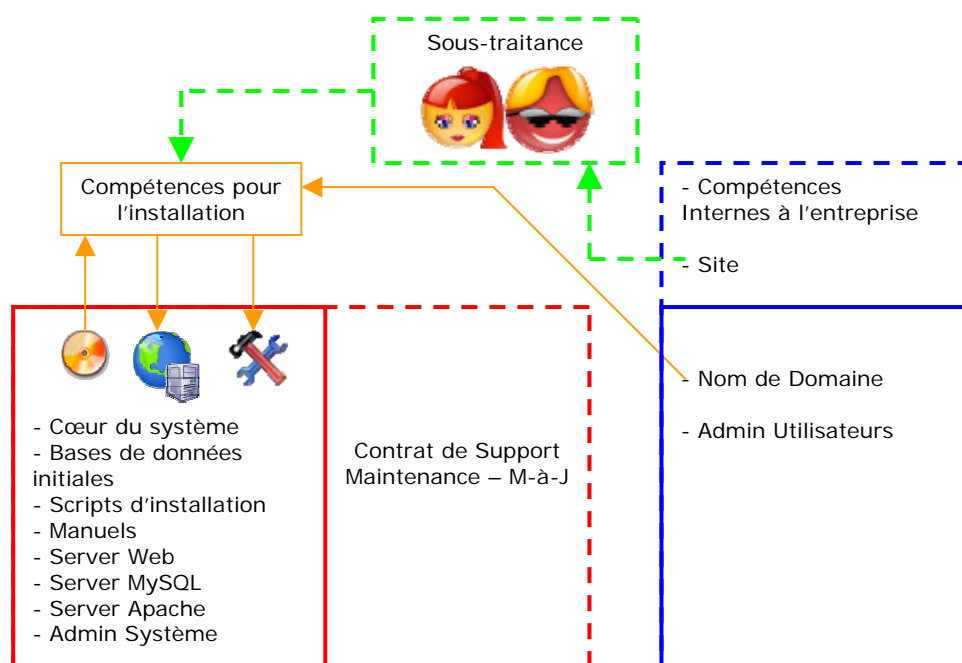 Sous-traitance
Compétences pour
l'installation
- Compétences
Internes à l'entreprise
- Site
- Nom de Domaine
- Admin Utilisateurs
- Cœur du système
- Bases de données
initiales
- Scripts d'installation
- Manuels
- Server Web
- Server MySQL
- Server Apache
- Admin Système
Contrat de Support
Maintenance – M-à-J